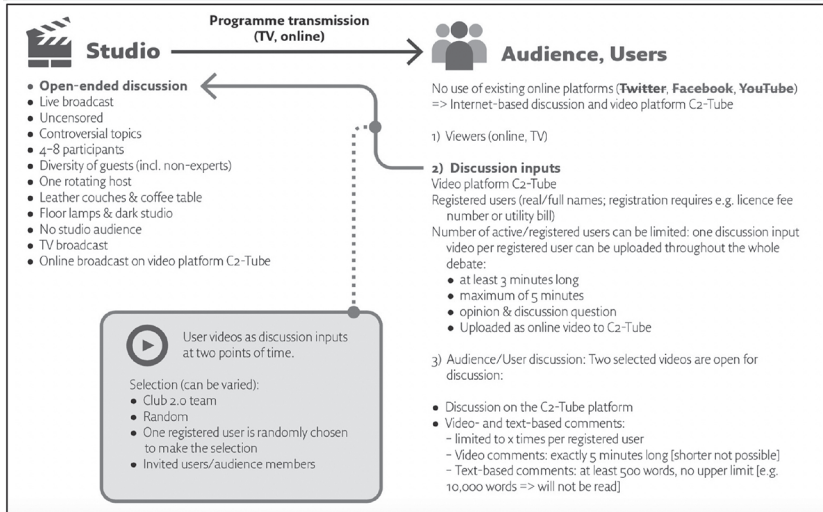 Programme transmission
(TV, online)
Studio
Audience, Users
• Open-ended discussion
• Live broadcast
• Uncensored
• Controversial topics
• 4–8 participants
• Diversity of guests (incl. non-experts)
• One rotating host
• Leather couches & coffee table
• Floor lamps & dark studio
• No studio audience
• TV broadcast
• Online broadcast on video platform C2-Tube
User videos as discussion inputs
at two points of time.
Selection (can be varied):
• Club 2.0 team
• Random
• One registered user is randomly chosen
to make the selection
• Invited users/audience members
No use of existing online platforms (Twitter, Facebook, YouTube)
=> Internet-based discussion and video platform C2-Tube
1) Viewers (online, TV)
2) Discussion inputs
Video platform C2-Tube
Registered users (real/full names; registration requires e.g. licence fee
number or utility bill)
Number of active/registered users can be limited: one discussion input
video per registered user can be uploaded throughout the whole
debate:
• at least 3 minutes long
• maximum of 5 minutes
• opinion & discussion question
• Uploaded as online video to C2-Tube
3) Audience/User discussion: Two selected videos are open for
discussion:
• Discussion on the C2-Tube platform
• Video- and text-based comments:
– limited to x times per registered user
– Video comments: exactly 5 minutes long [shorter not possible]
– Text-based comments: at least 500 words, no upper limit [e.g.
10,000 words => will not be read]